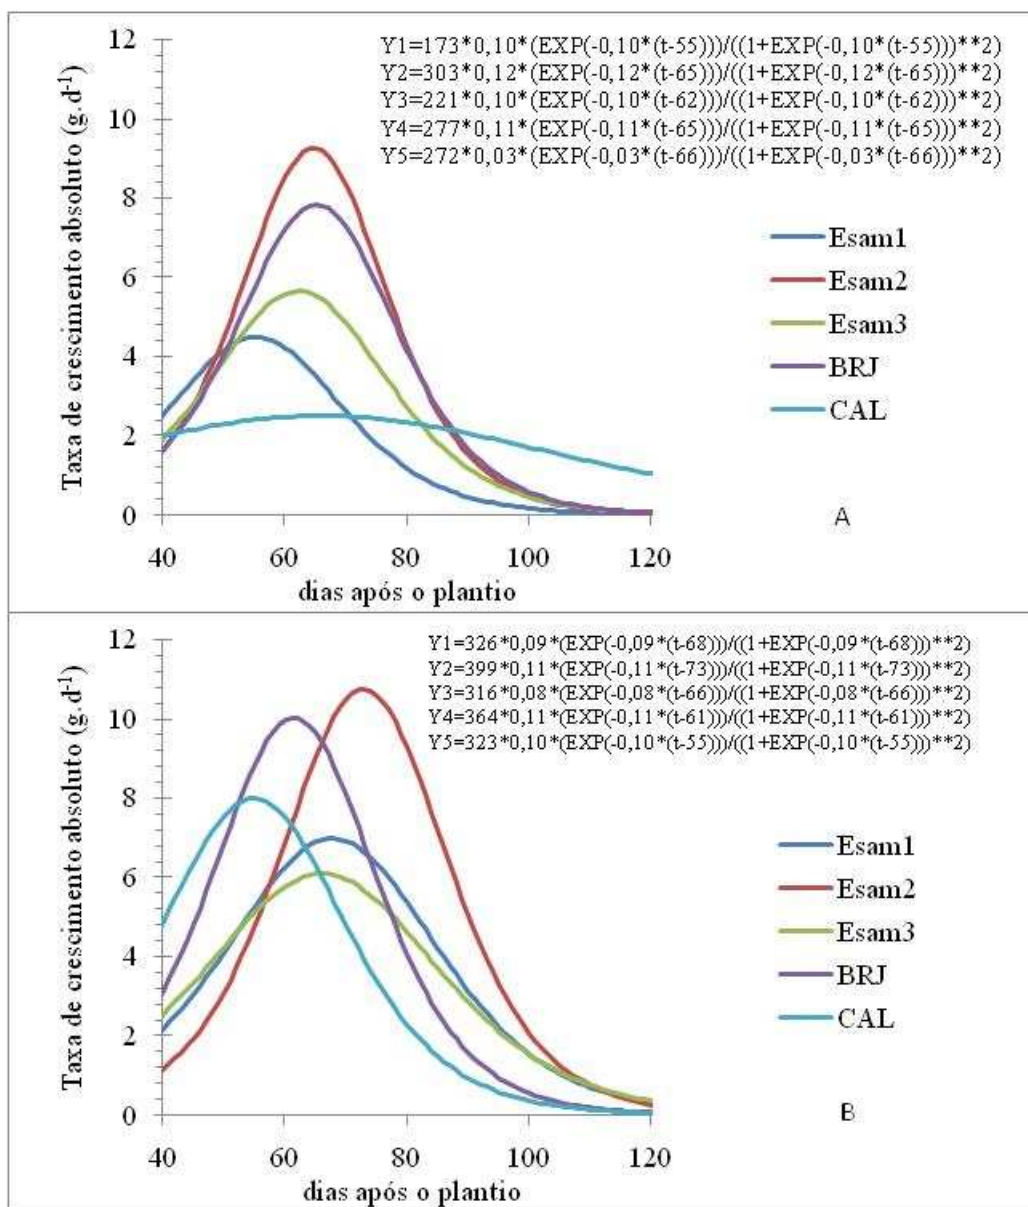 12
10
8
6
4
2
0
Taxa de crescimento absoluto (g.d-1)
Y1=173*0,10*(EXP(-0,10*(t-55)))/((1+EXP(-0,10*(t-55)))**2)
Y2=303*0,12*(EXP(-0,12*(t-65)))/((1+EXP(-0,12*(t-65)))**2)
Y3=221*0,10*(EXP(-0,10*(t-62)))/((1+EXP(-0,10*(t-62)))**2)
Y4=277*0,11*(EXP(-0,11*(t-65)))/((1+EXP(-0,11*(t-65)))**2)
Y5=272*0,03*(EXP(-0,03*(t-66)))/((1+EXP(-0,03*(t-66)))**2)
Esam1
Esam2
Esam3
BRJ
CAL
A
40 60 80 100 120
dias após o plantio
12
10
8
6
4
2
0
Taxa de crescimento absoluto (g.d-1)
Y1=326*0,09*(EXP(-0,09*(t-68)))/((1+EXP(-0,09*(t-68)))**2)
Y2=399*0,11*(EXP(-0,11*(t-73)))/((1+EXP(-0,11*(t-73)))**2)
Y3=316*0,08*(EXP(-0,08*(t-66)))/((1+EXP(-0,08*(t-66)))**2)
Y4=364*0,11*(EXP(-0,11*(t-61)))/((1+EXP(-0,11*(t-61)))**2)
Y5=323*0,10*(EXP(-0,10*(t-55)))/((1+EXP(-0,10*(t-55)))**2)
Esam1
Esam2
Esam3
BRJ
CAL
B
40 60 80 100 120
dias após o plantio